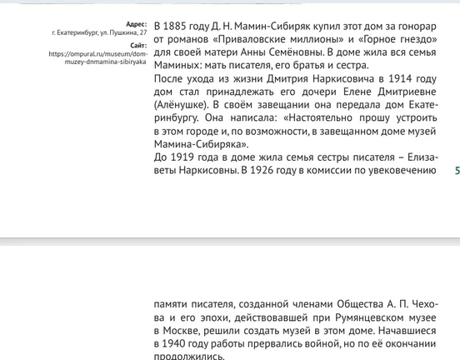 Адрес:
г. Екатеринбург, ул. Пушкина, 27
Сайт:
https://ompural.ru/museum/dom-
muzey-dnmamina-sibiryaka
В 1885 году Д. Н. Мамин-Сибиряк купил этот дом за гонорар
от романов «Приваловские миллионы» и «Горное гнездо»
для своей матери Анны Семёновны. В доме жила вся семья
Маминых: мать писателя, его братья и сестра.
После ухода из жизни Дмитрия Наркисовича в 1914 году
дом стал принадлежать его дочери Елене Дмитриевне
(Алёнушке). В своём завещании она передала дом Екате-
ринбургу. Она написала: «Настоятельно прошу устроить
в этом городе и, по возможности, в завещанном доме музей
Мамина-Сибиряка».
До 1919 года в доме жила семья сестры писателя – Елиза-
веты Наркисовны. В 1926 году в комиссии по увековечению
5
памяти писателя, созданной членами Общества А. П. Чехо-
ва и его эпохи, действовавшей при Румянцевском музее
в Москве, решили создать музей в этом доме. Начавшиеся
в 1940 году работы прервались войной, но по её окончании
продолжились.